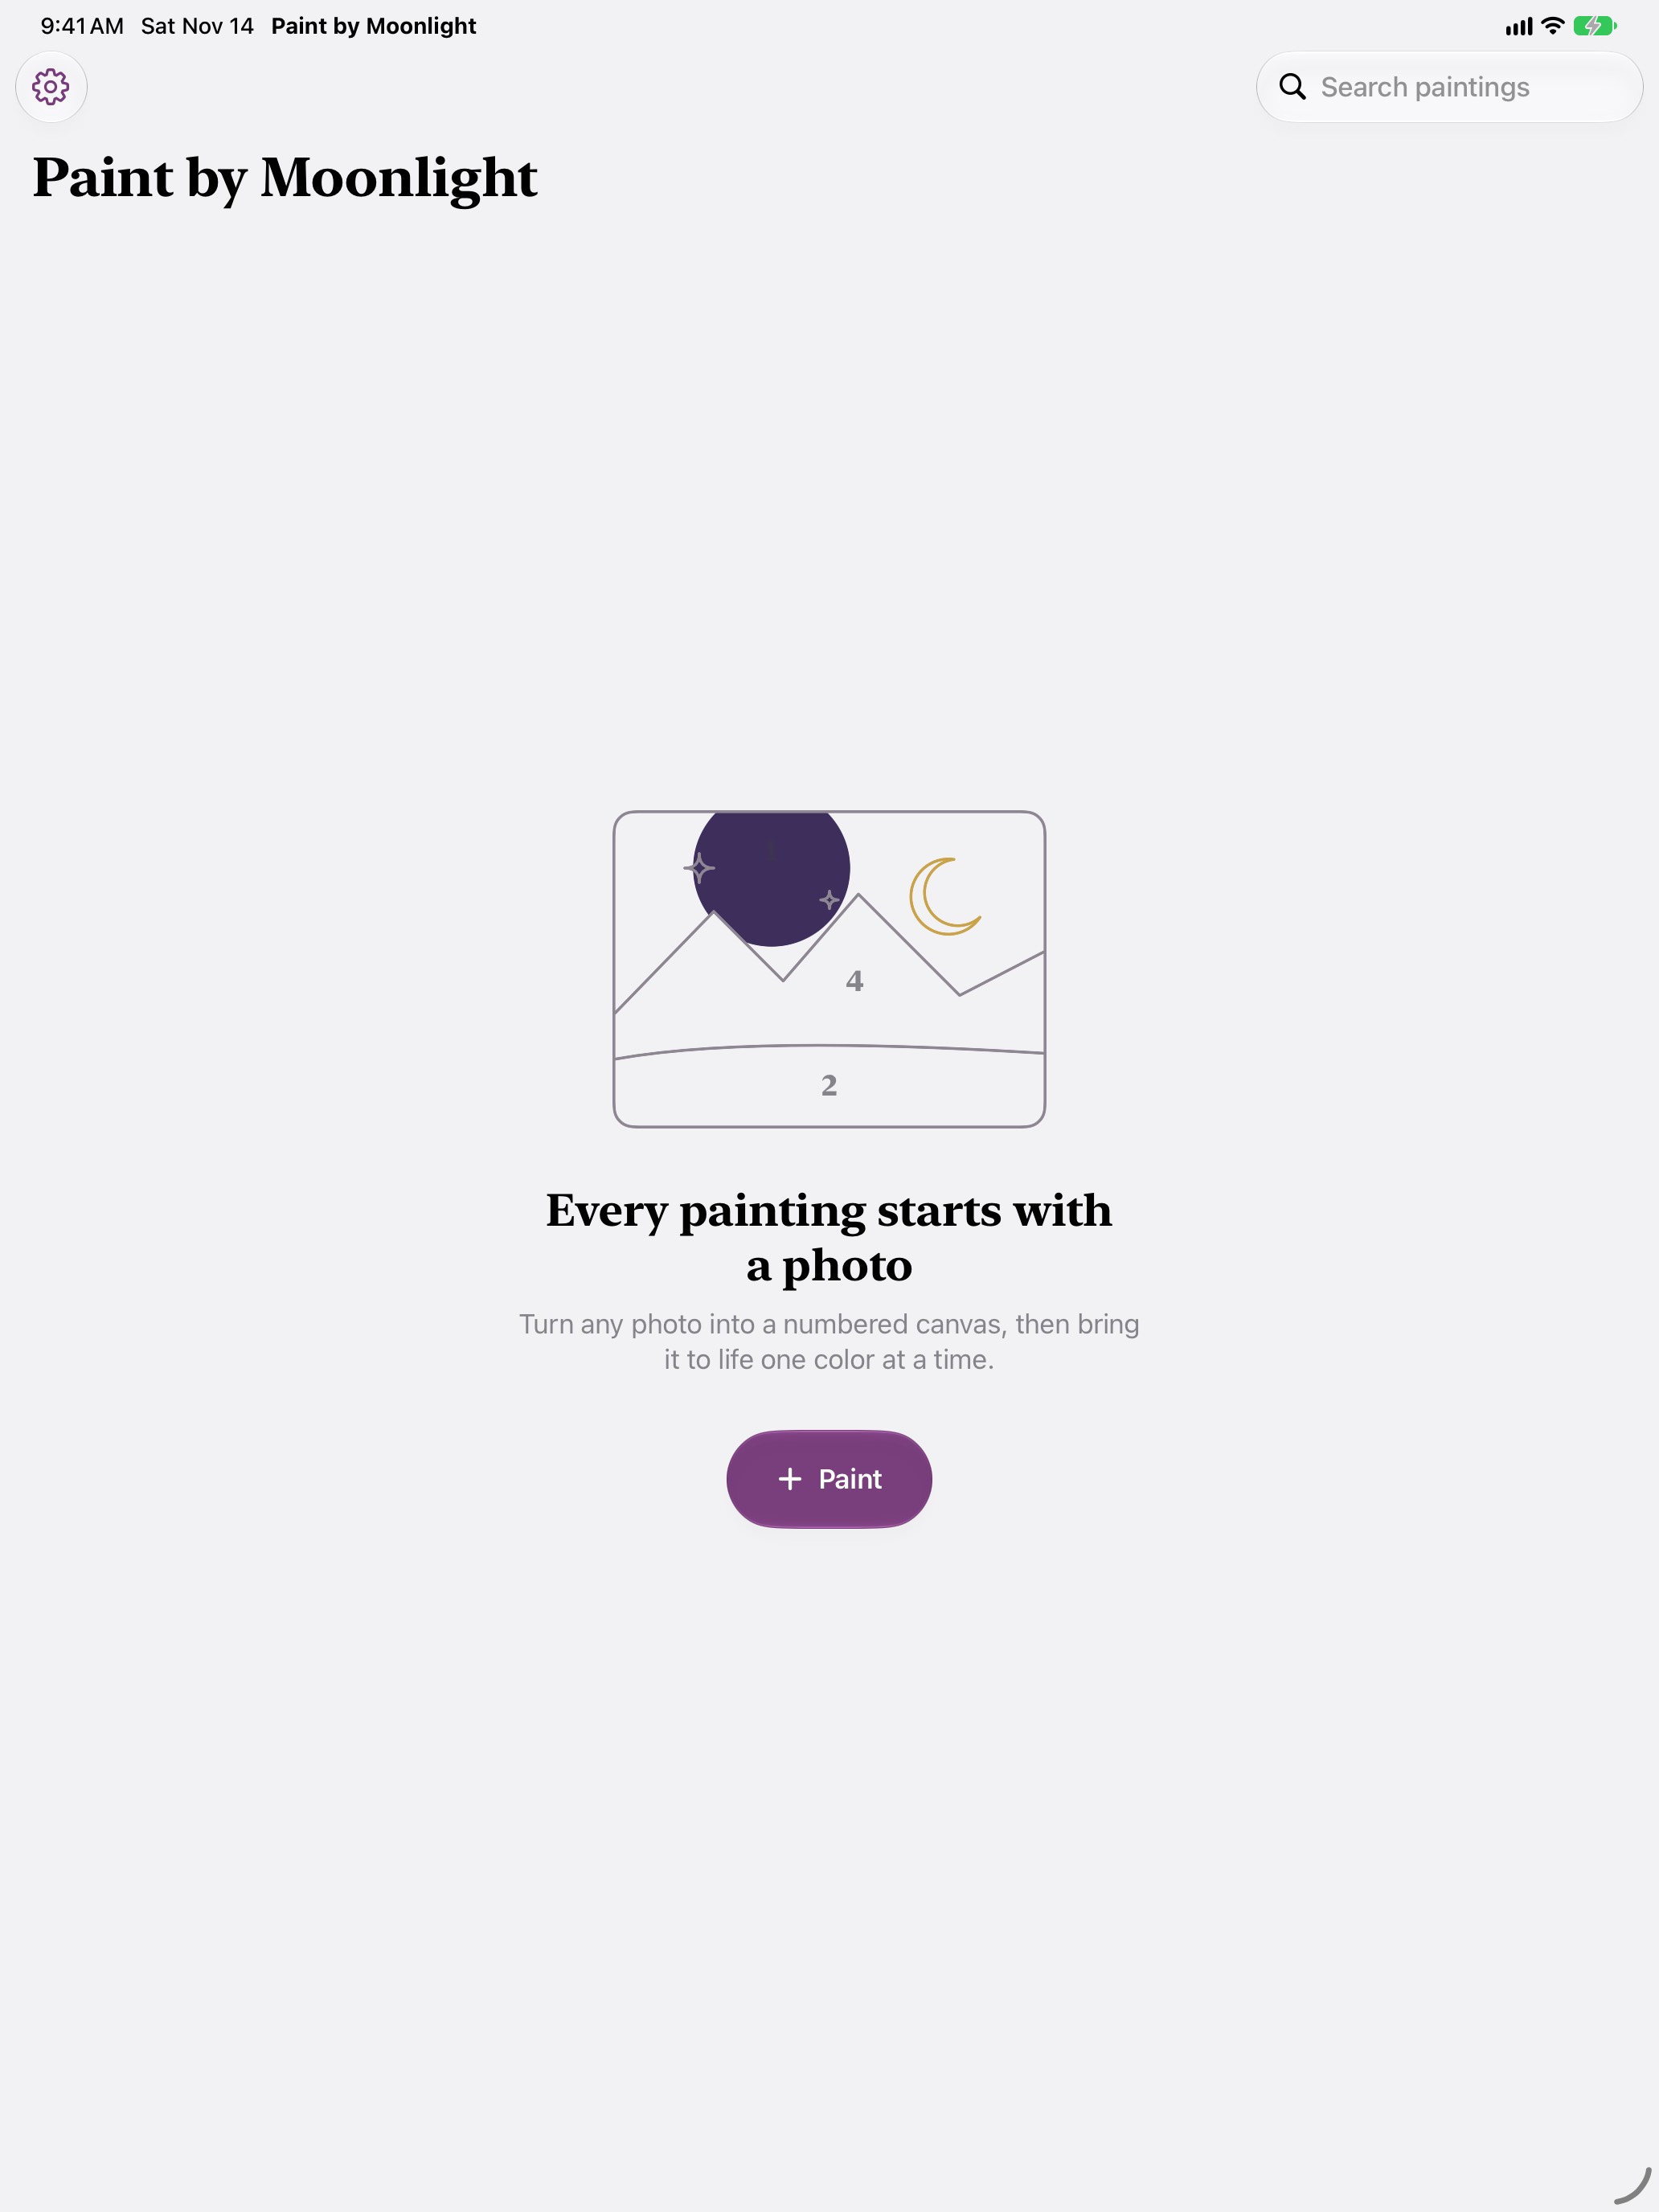 9:41 AM Sat Nov 14 Paint by Moonlight
Search paintings
Paint by Moonlight
1
4
2
Every painting starts with
a photo
Turn any photo into a numbered canvas, then bring
it to life one color at a time.
+ Paint